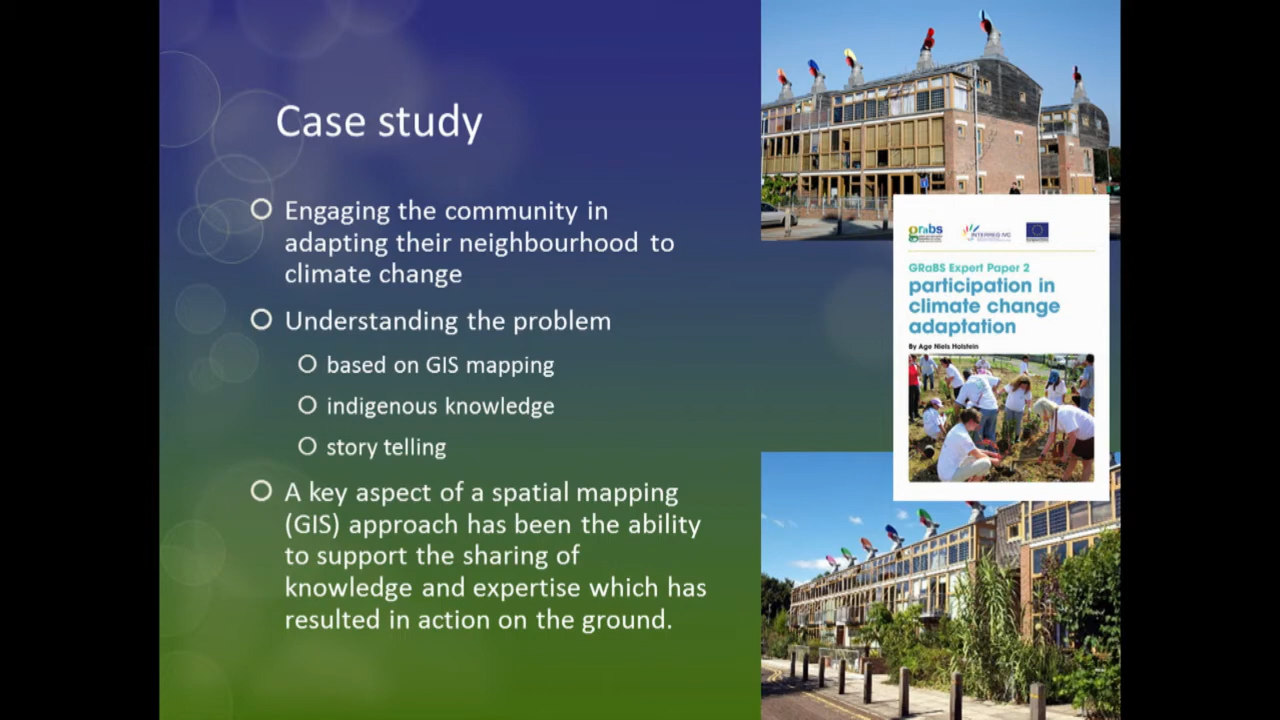 Case study
Engaging the community in
adapting their neighbourhood to
climate change
Understanding the problem
based on GIS mapping
indigenous knowledge
story telling
A key aspect of a spatial mapping
(GIS) approach has been the ability
to support the sharing of
knowledge and expertise which has
resulted in action on the ground.
grabs
INTERREG IVC
GRaBS Expert Paper 2
participation in
climate change
adaptation
By Age Niels Holstein